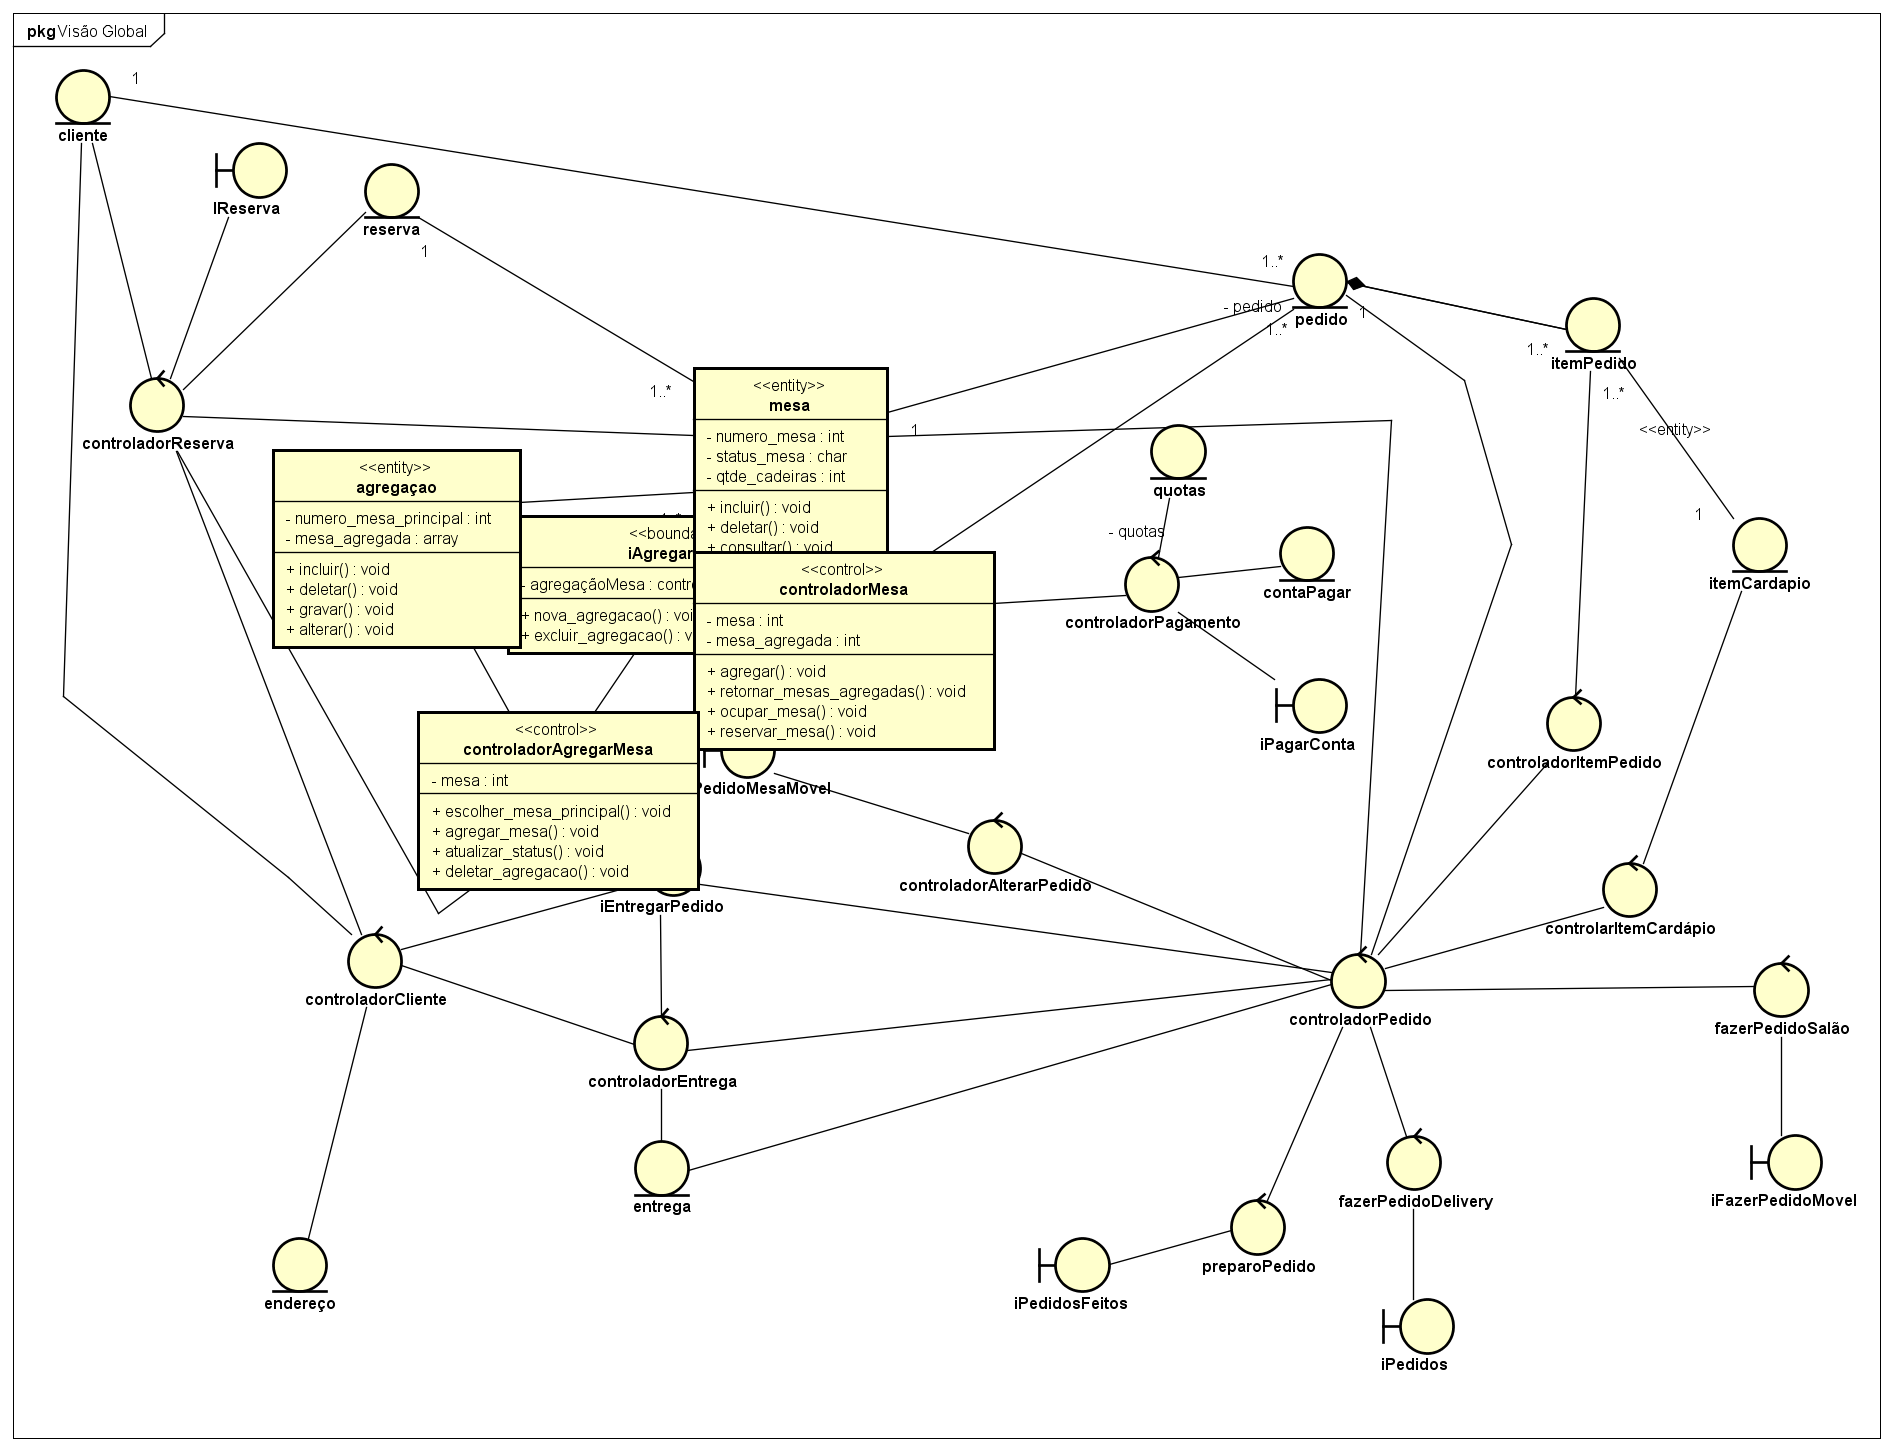 pkg Visão Global
1
cliente
IReserva
reserva
1
1..*
pedido
- pedido
1..*
1
itemPedido
1..*
1..*
<<entity>>
1
itemCardapio
controladorReserva
1..*
<<entity>>
mesa
- numero_mesa : int
- status_mesa : char
- qtde_cadeiras : int
+ incluir() : void
+ deletar() : void
+ consultar() : void
1
quotas
- quotas
contaPagar
controladorPagamento
iPagarConta
<<entity>>
agregaçao
- numero_mesa_principal : int
- mesa_agregada : array
+ incluir() : void
+ deletar() : void
+ gravar() : void
+ alterar() : void
<<bounda
iAgregar
- agregaçãoMesa : contro
+ nova_agregacao() : voi
+ excluir_agregacao() : v
<<control>>
controladorMesa
- mesa : int
- mesa_agregada : int
+ agregar() : void
+ retornar_mesas_agregadas() : void
+ ocupar_mesa() : void
+ reservar_mesa() : void
<<control>>
controladorAgregarMesa
- mesa : int
+ escolher_mesa_principal() : void
+ agregar_mesa() : void
+ atualizar_status() : void
+ deletar_agregacao() : void
PedidoMesaMovel
controladorItemPedido
controladorAlterarPedido
iEntregarPedido
controlarItemCardápio
controladorCliente
controladorPedido
fazerPedidoSalão
controladorEntrega
entrega
fazerPedidoDelivery
iFazerPedidoMovel
preparoPedido
endereço
iPedidosFeitos
iPedidos